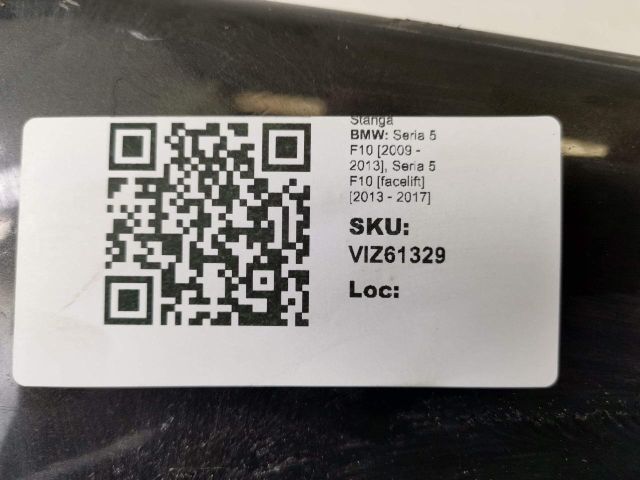 Stanga
BMW: Seria 5
F10 [2009 -
2013], Seria 5
F10 [facelift]
[2013 - 2017]
SKU:
VIZ61329
Loc: